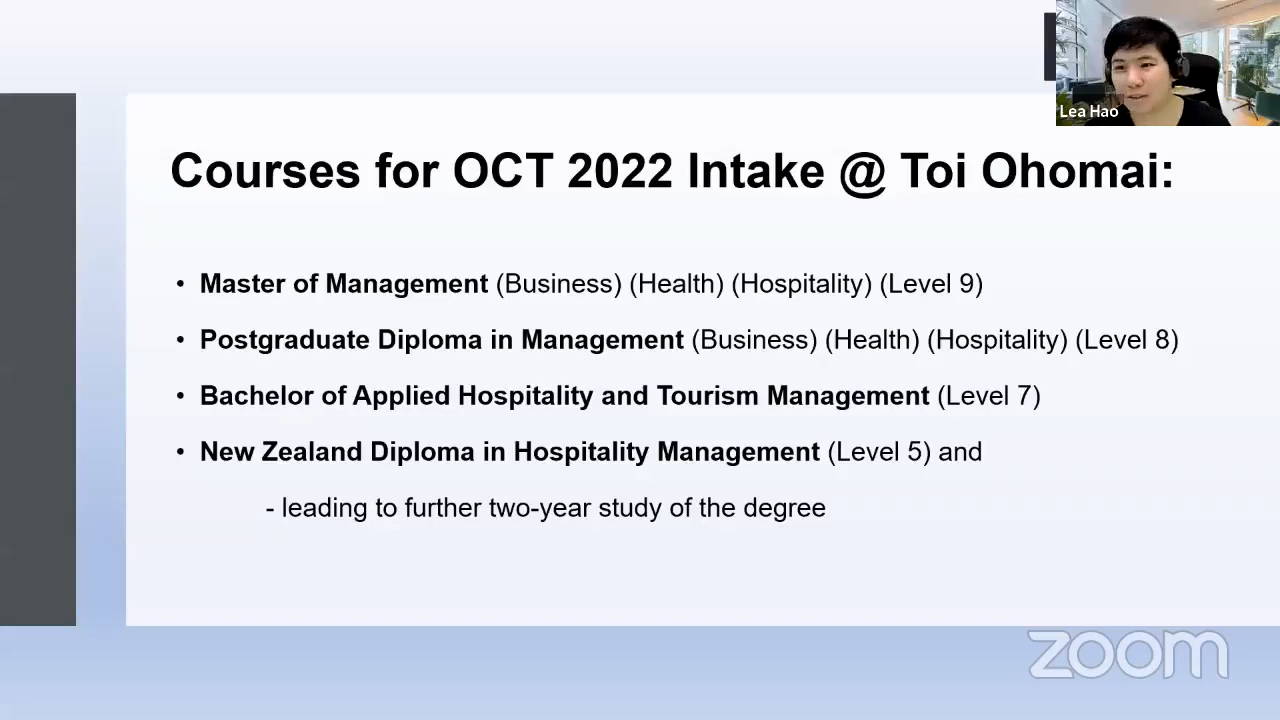 Lea Hao
Courses for OCT 2022 Intake @ Toi Ohomai:
• Master of Management (Business) (Health) (Hospitality) (Level 9)
• Postgraduate Diploma in Management (Business) (Health) (Hospitality) (Level 8)
• Bachelor of Applied Hospitality and Tourism Management (Level 7)
• New Zealand Diploma in Hospitality Management (Level 5) and
- leading to further two-year study of the degree
zoom